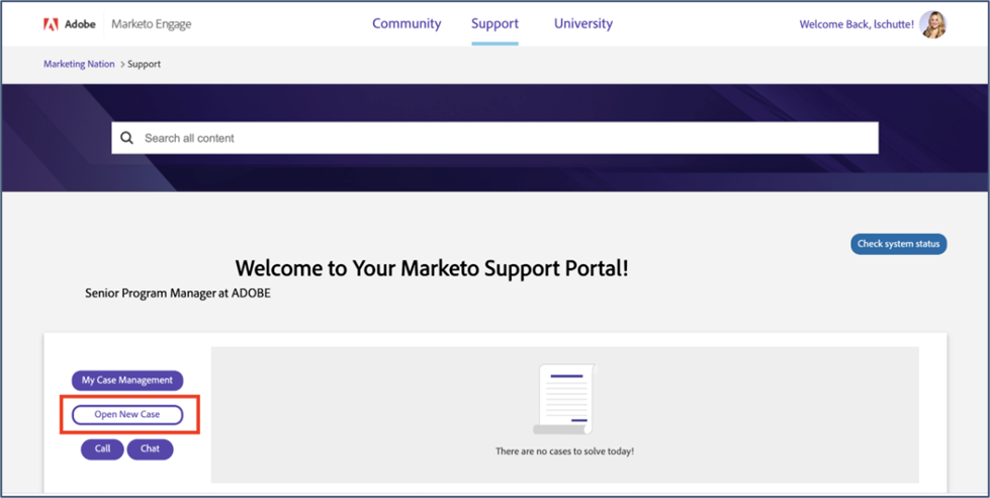 Adobe Marketo Engage Community Support University Welcome Back, lschutte!
Marketing Nation > Support
Search all content
Check system status
Welcome to Your Marketo Support Portal!
Senior Program Manager at ADOBE
My Case Management
Open New Case
Call Chat
There are no cases to solve today!